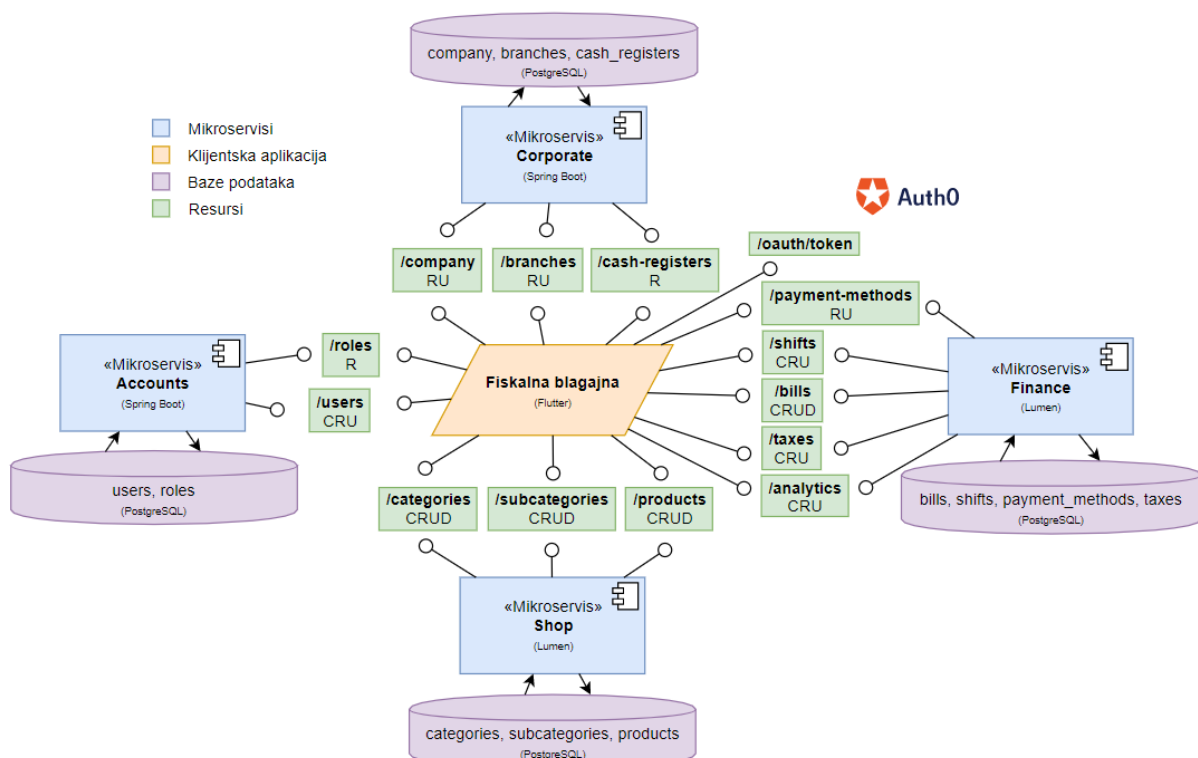 company, branches, cash_registers
(PostgreSQL)
Mikroservisi
Klijentska aplikacija
Baze podataka
Resursi
«Mikroservis»
Corporate
(Spring Boot)
Auth0
/company
RU
/branches
RU
/cash-registers
R
/oauth/token
/payment-methods
RU
«Mikroservis»
Accounts
(Spring Boot)
/roles
R
/users
CRU
Fiskalna blagajna
(Flutter)
/shifts
CRU
/bills
CRUD
/taxes
CRU
/analytics
CRU
«Mikroservis»
Finance
(Lumen)
users, roles
(PostgreSQL)
/categories
CRUD
/subcategories
CRUD
/products
CRUD
bills, shifts, payment_methods, taxes
(PostgreSQL)
«Mikroservis»
Shop
(Lumen)
categories, subcategories, products
(PostoreSQL)